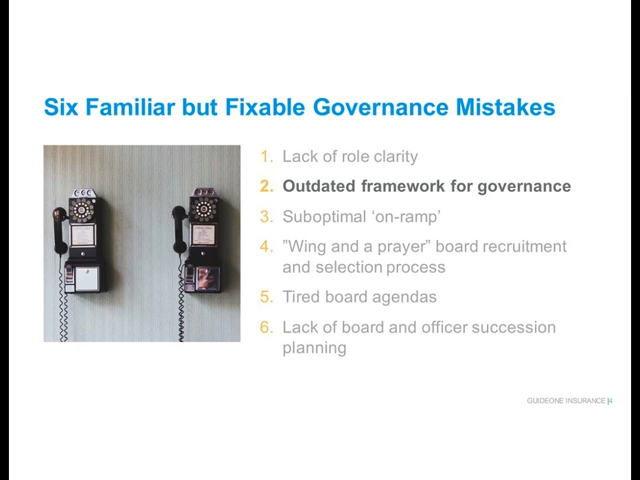 Six Familiar but Fixable Governance Mistakes
1. Lack of role clarity
2. Outdated framework for governance
3. Suboptimal ‘on-ramp’
4. ”Wing and a prayer” board recruitment
and selection process
5. Tired board agendas
6. Lack of board and officer succession
planning
GUIDEONE INSURANCE |4